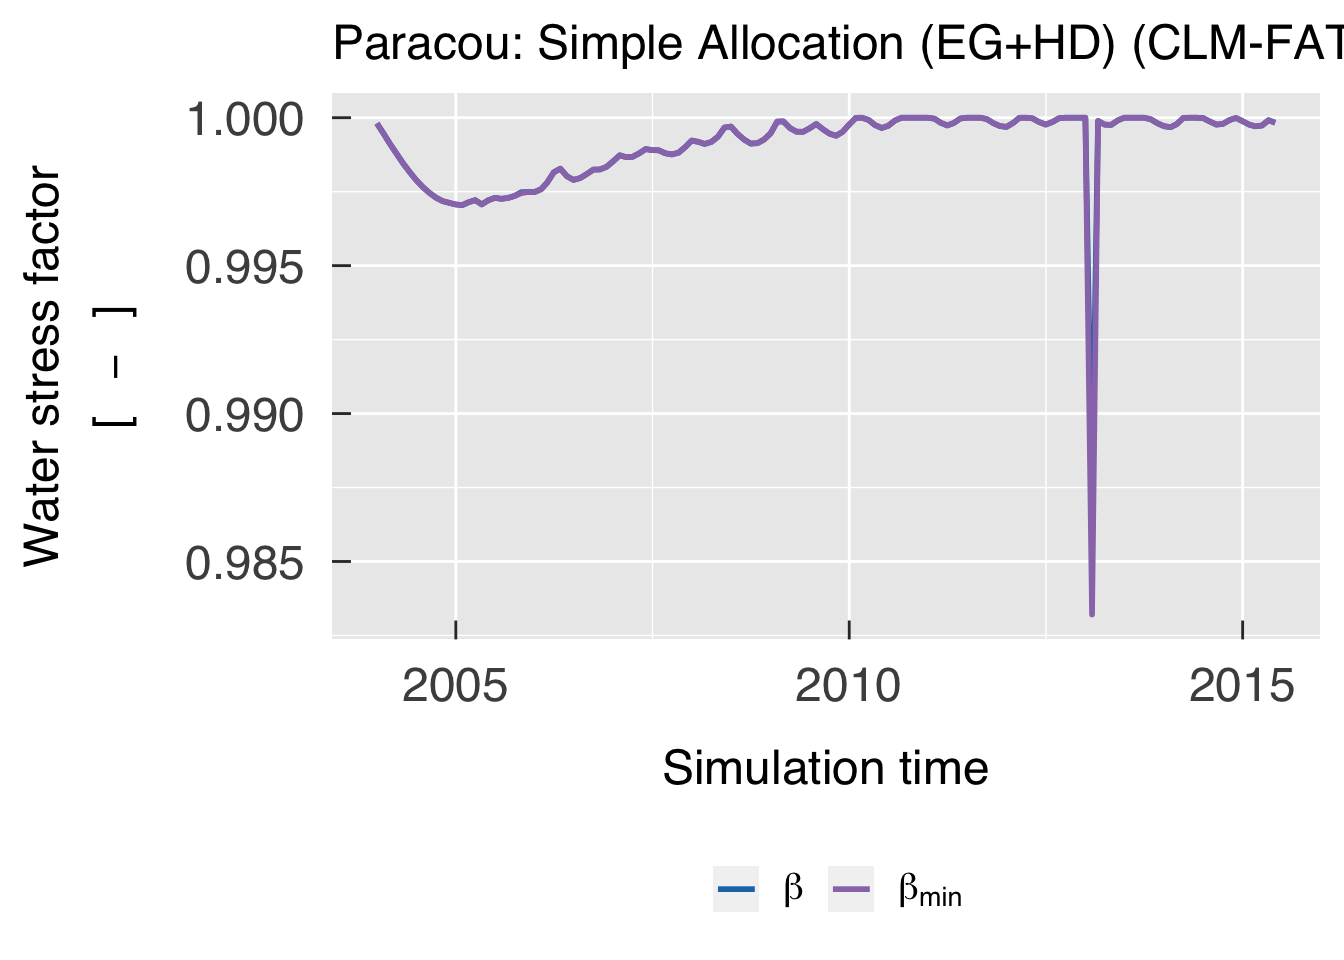 Paracou: Simple Allocation (EG+HD) (CLM-FAT
Water stress factor
[ − ]
1.000
0.995
0.990
0.985
2005 2010 2015
Simulation time
β βmin